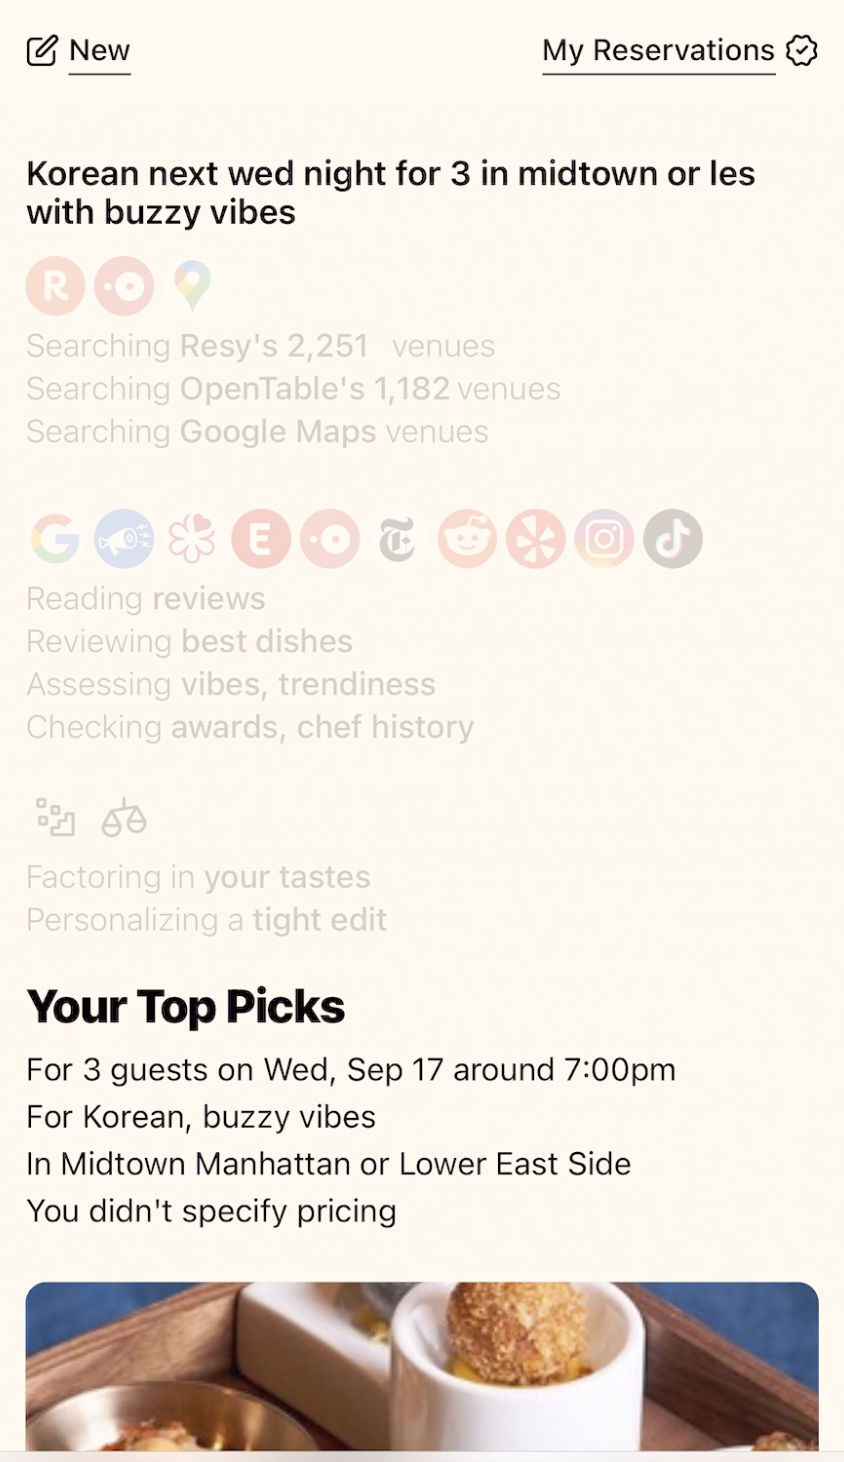 New
My Reservations
Korean next wed night for 3 in midtown or les
with buzzy vibes
R
Searching Resy's 2,251 venues
Searching OpenTable's 1,182 venues
Searching Google Maps venues
G
E
T
Reading reviews
Reviewing best dishes
Assessing vibes, trendiness
Checking awards, chef history
Factoring in your tastes
Personalizing a tight edit
Your Top Picks
For 3 guests on Wed, Sep 17 around 7:00pm
For Korean, buzzy vibes
In Midtown Manhattan or Lower East Side
You didn't specify pricing